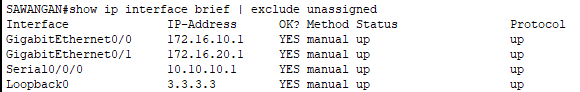 SAWANGAN#show ip interface brief | exclude unassigned
Interface IP-Address OK? Method Status Protocol
GigabitEthernet0/0 172.16.10.1 YES manual up up
GigabitEthernet0/1 172.16.20.1 YES manual up up
Serial0/0/0 10.10.10.1 YES manual up up
Loopback0 3.3.3.3 YES manual up up